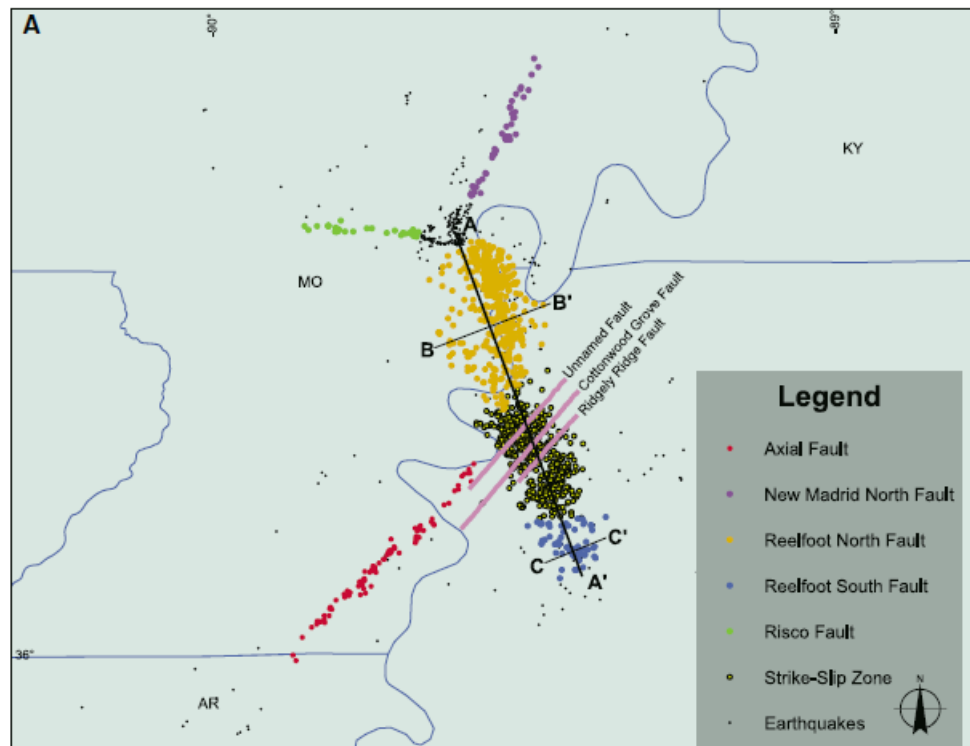 A
-90°
-89°
KY
A
MO
B'
B
Unnamed Fault
Cottonwood Grove Fault
Ridgely Ridge Fault
C'
C
A'
36°
AR
Legend
Axial Fault
New Madrid North Fault
Reelfoot North Fault
Reelfoot South Fault
Risco Fault
Strike-Slip Zone
Earthquakes
N